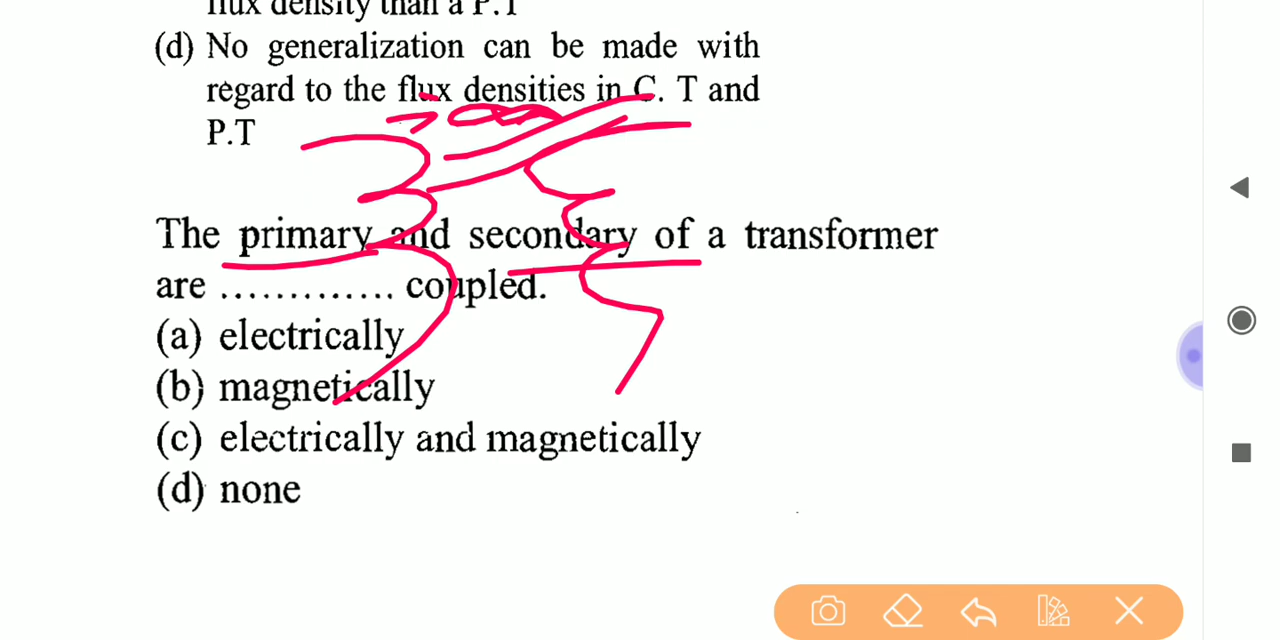 flux density than a P.T
(d) No generalization can be made with
regard to the flux densities in C. T and
P.T
The primary and secondary of a transformer
are ............. coupled.
(a) electrically
(b) magnetically
(c) electrically and magnetically
(d) none